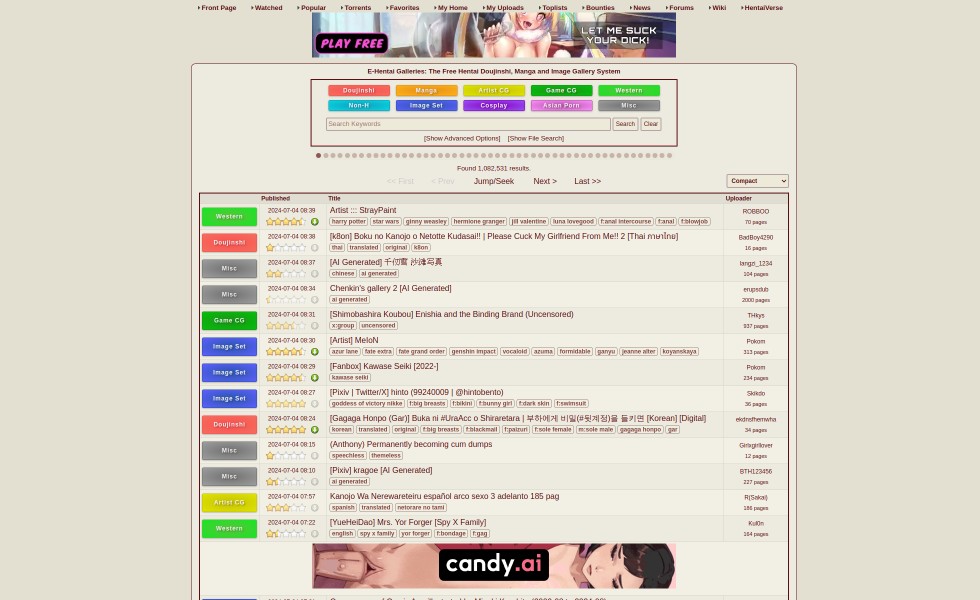 Front Page Watched Popular Torrents Favorites My Home My Uploads Toplists Bounties News Forums Wiki HentaiVerse
PLAY FREE
LET ME SUCK
YOUR DICK!
E-Hentai Galleries: The Free Hentai Doujinshi, Manga and Image Gallery System
Doujinshi Manga Artist CG Game CG Western
Non-H Image Set Cosplay Asian Porn Misc
Search Keywords Search Clear
[Show Advanced Options] [Show File Search]
Found 1,082,531 results.
<< First < Prev Jump/Seek Next > Last >> Compact
Published Title Uploader
Western 2024-07-04 08:39 Artist ::: StrayPaint ROBBOO
harry potter star wars ginny weasley hermione granger jill valentine luna lovegood f:anal intercourse f:anal f:blowjob 70 pages
Doujinshi 2024-07-04 08:38 [k8on] Boku no Kanojo o Netotte Kudasai!! | Please Cuck My Girlfriend From Me!! 2 [Thai ภาษาไทย] BadBoy4290
thai translated original k8on 16 pages
Misc 2024-07-04 08:37 [AI Generated] 千仞雪 沙滩写真 langzi_1234
chinese ai generated 104 pages
Misc 2024-07-04 08:34 Chenkin's gallery 2 [AI Generated] erupsdub
ai generated 2000 pages
Game CG 2024-07-04 08:31 [Shimobashira Koubou] Enishia and the Binding Brand (Uncensored) THkys
x:group uncensored 937 pages
Image Set 2024-07-04 08:30 [Artist] MeIoN Pokom
azur lane fate extra fate grand order genshin impact vocaloid azuma formidable ganyu jeanne alter koyanskaya 313 pages
Image Set 2024-07-04 08:29 [Fanbox] Kawase Seiki [2022-] Pokom
kawase seiki 234 pages
Image Set 2024-07-04 08:27 [Pixiv | Twitter/X] hinto (99240009 | @hintobento) Skikdo
goddess of victory nikke f:big breasts f:bikini f:bunny girl f:dark skin f:swimsuit 36 pages
Doujinshi 2024-07-04 08:24 [Gagaga Honpo (Gar)] Buka ni #UraAcc o Shiraretara | 부하에게 비밀(#뒷계정)을 들키면 [Korean] [Digital] ekdnsfhemwha
korean translated original f:big breasts f:blackmail f:paizuri f:sole female m:sole male gagaga honpo gar 34 pages
Misc 2024-07-04 08:15 (Anthony) Permanently becoming cum dumps Girlxgirllover
speechless themeless 12 pages
Misc 2024-07-04 08:10 [Pixiv] kragoe [AI Generated] BTH123456
ai generated 227 pages
Artist CG 2024-07-04 07:57 Kanojo Wa Nerewareteiru español arco sexo 3 adelanto 185 pag R(Sakai)
spanish translated netorare no tami 186 pages
Western 2024-07-04 07:22 [YueHeiDao] Mrs. Yor Forger [Spy X Family] Kul0n
english spy x family yor forger f:bondage f:gag 164 pages
candy.ai